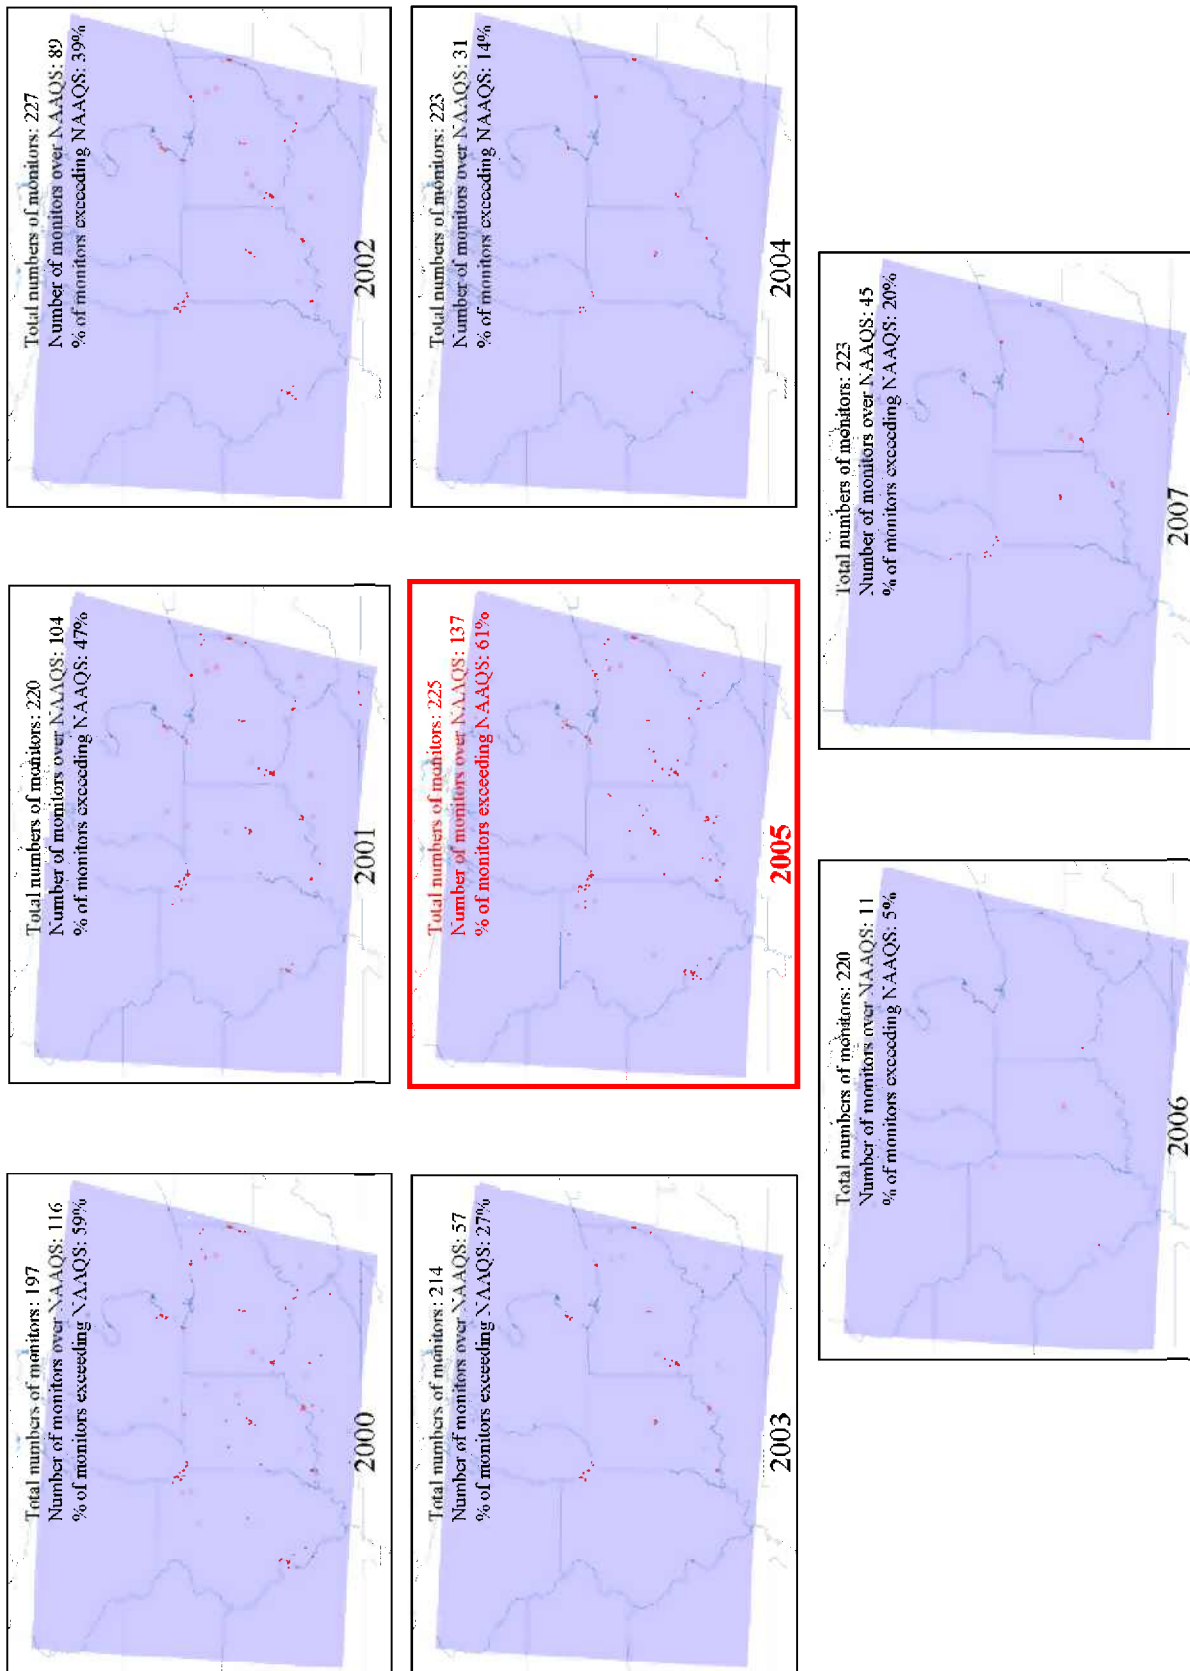 Total numbers of monitors: 197
Number of monitors over NAAQS: 116
% of monitors exceeding NAAQS: 59%
2000
Total numbers of monitors: 220
Number of monitors over NAAQS: 104
% of monitors exceeding NAAQS: 47%
2001
Total numbers of monitors: 227
Number of monitors over NAAQS: 89
% of monitors exceeding NAAQS: 39%
2002
Total numbers of monitors: 214
Number of monitors over NAAQS: 57
% of monitors exceeding NAAQS: 27%
2003
Total numbers of monitors: 225
Number of monitors over NAAQS: 137
% of monitors exceeding NAAQS: 61%
2005
Total numbers of monitors: 223
Number of monitors over NAAQS: 31
% of monitors exceeding NAAQS: 14%
2004
Total numbers of monitors: 220
Number of monitors over NAAQS: 11
% of monitors exceeding NAAQS: 5%
2006
Total numbers of monitors: 223
Number of monitors over NAAQS: 45
% of monitors exceeding NAAQS: 20%
2007